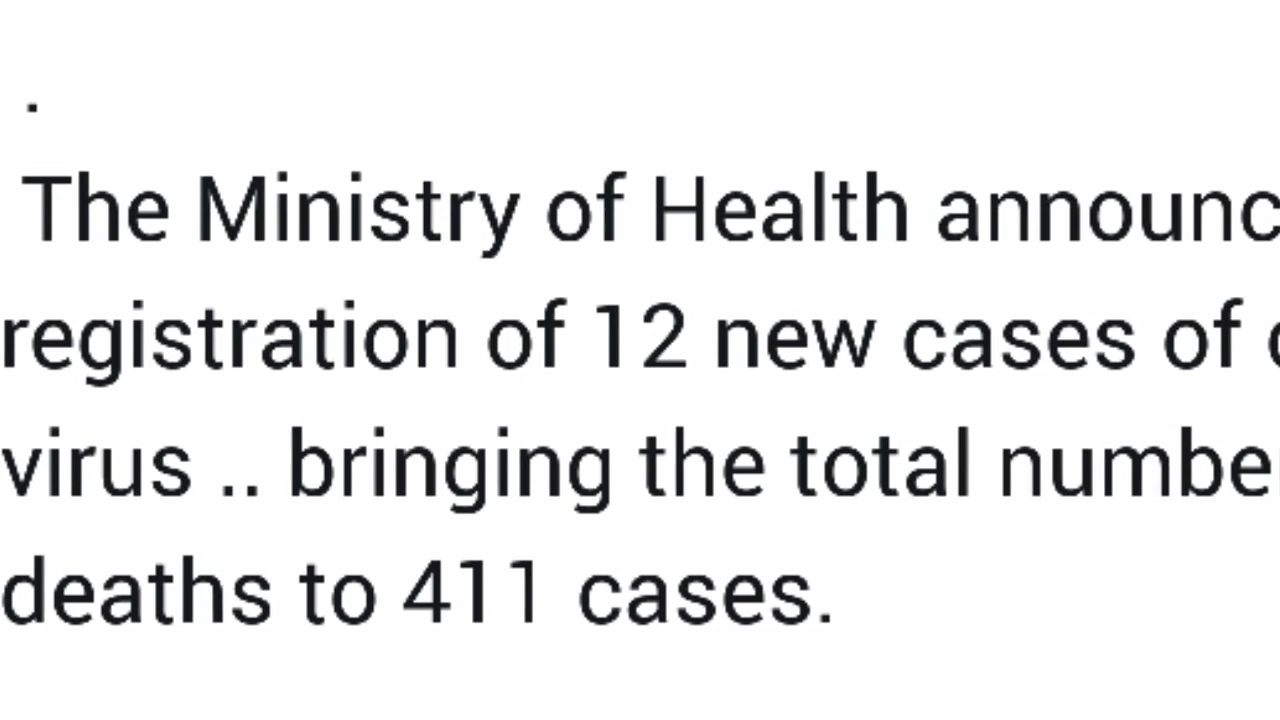 .
The Ministry of Health announc
registration of 12 new cases of
virus .. bringing the total number
deaths to 411 cases.